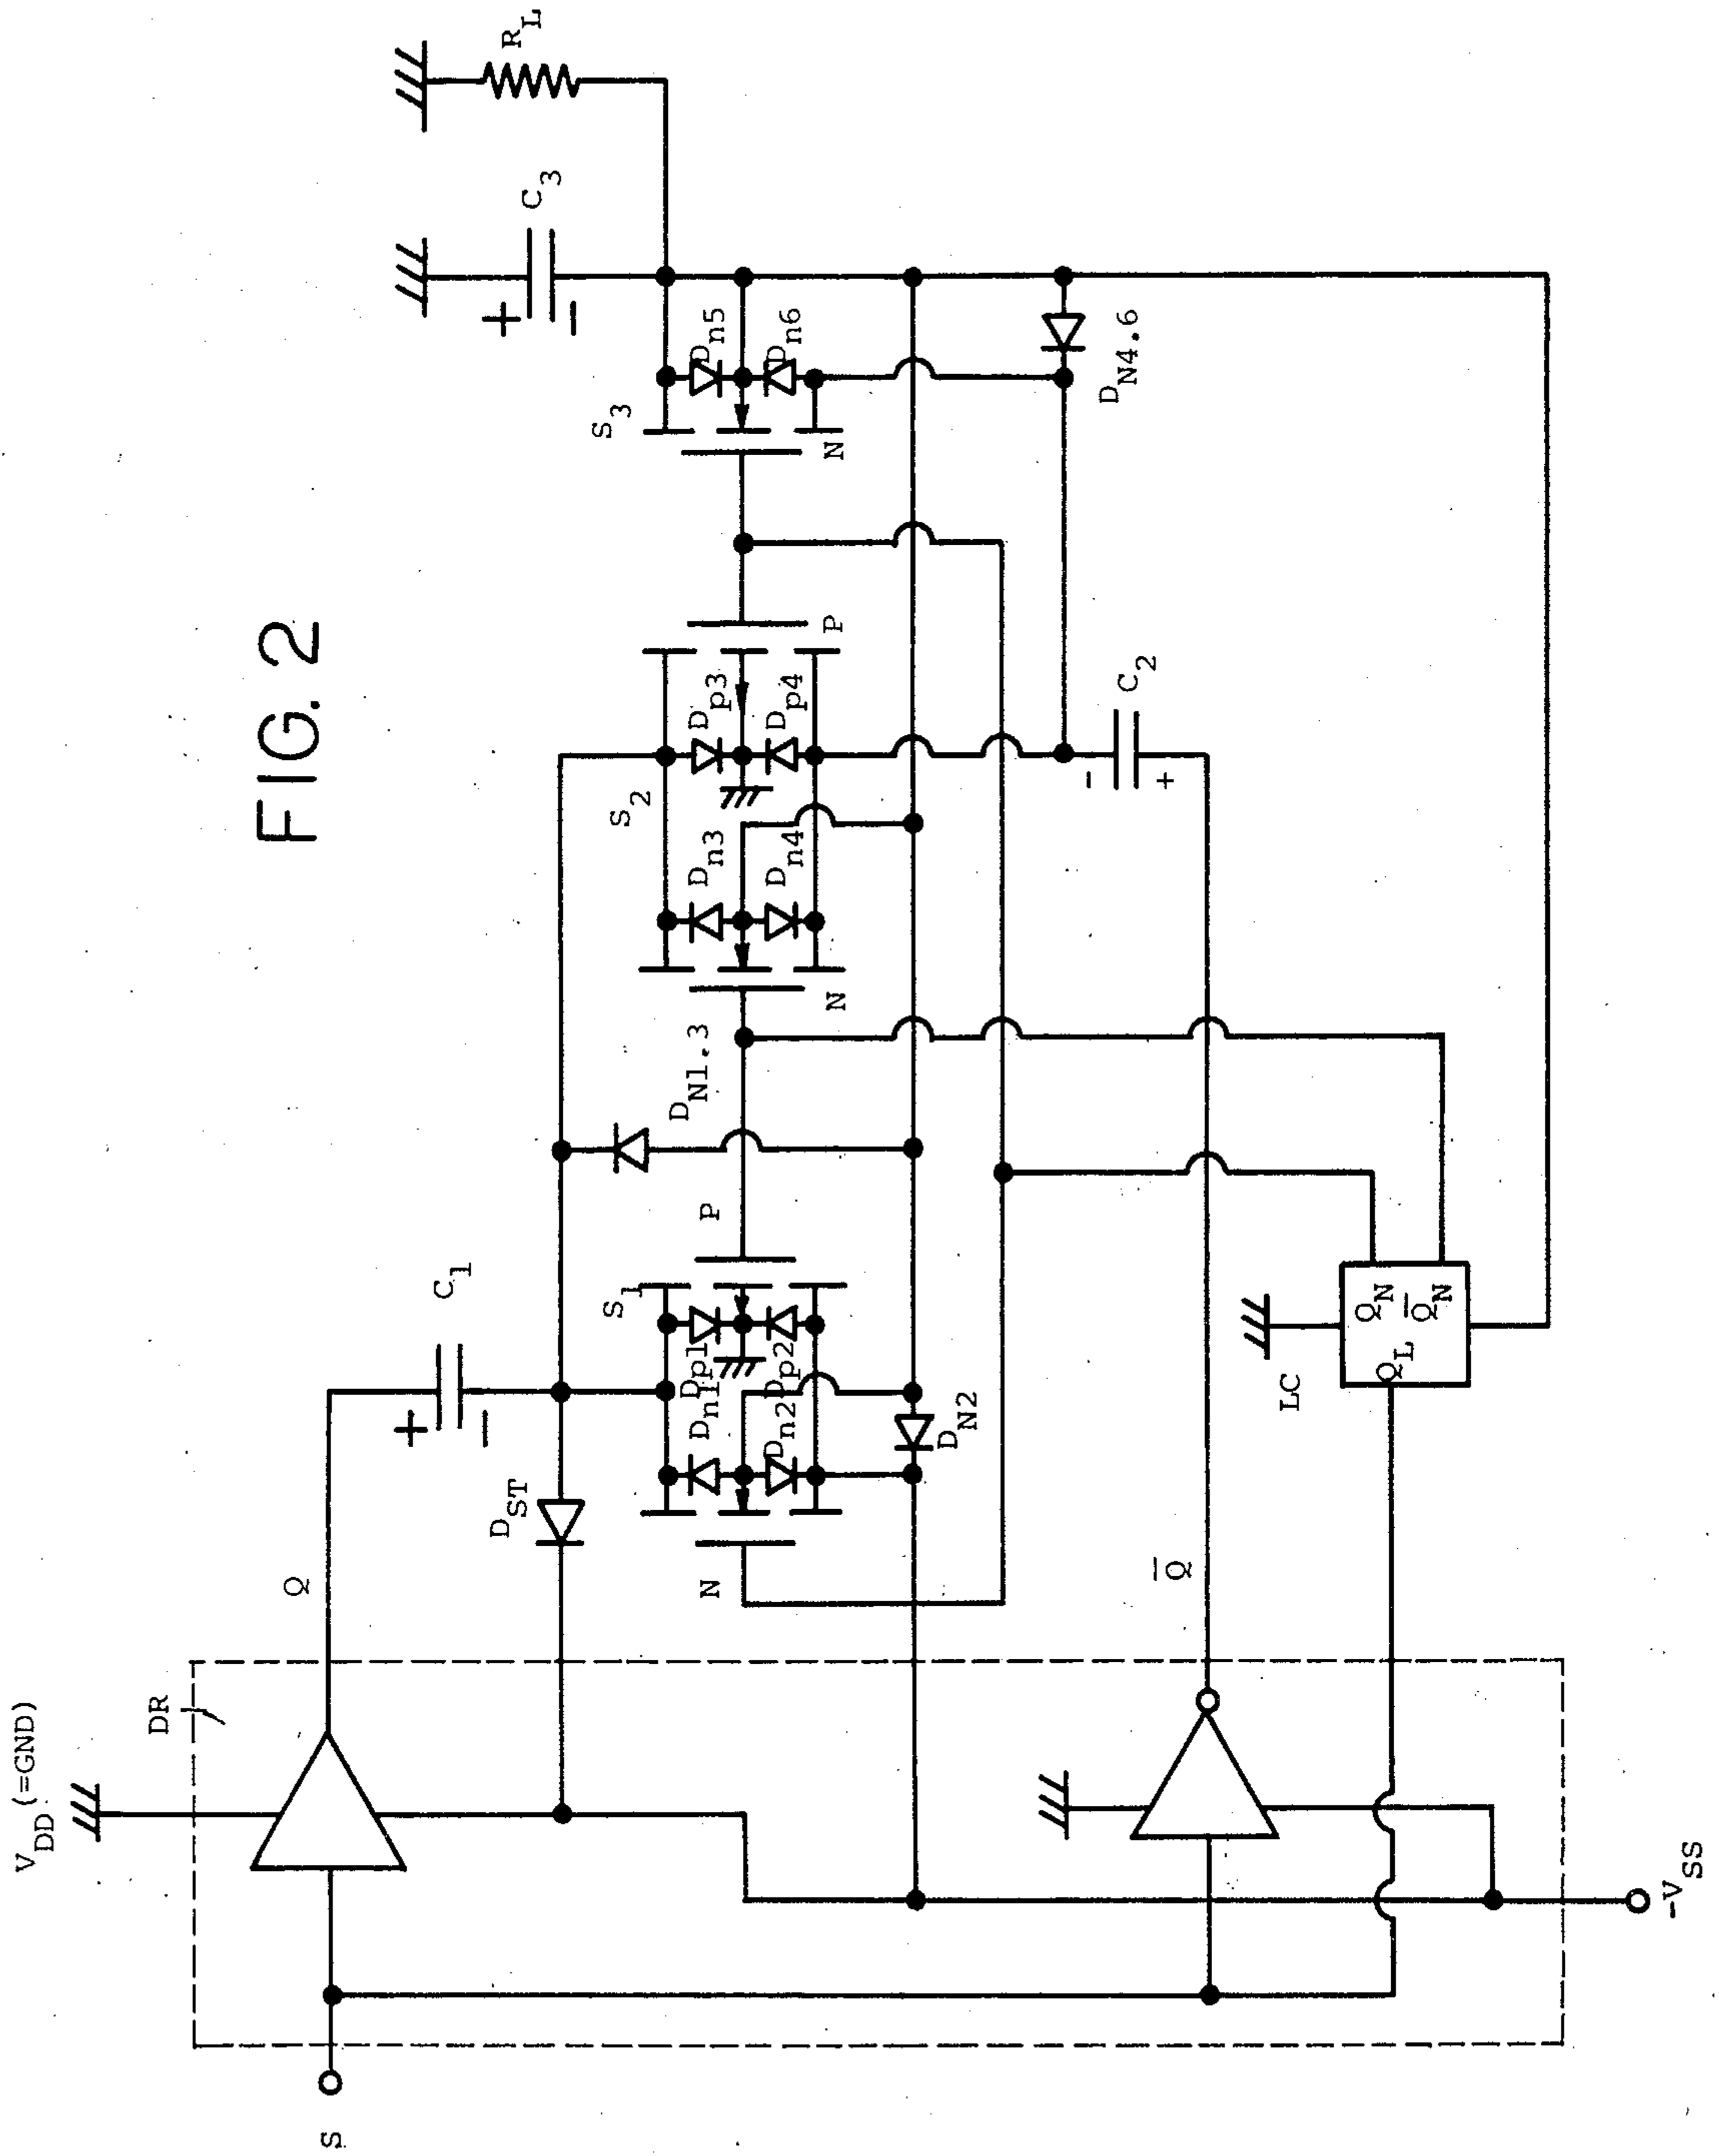 FIG. 2
V_DD (=GND)
DR
S
Q
C_1
+
-
D_ST
S_1
N
P
D_n1
D_p1
D_n2
D_p2
D_N2
D_N1.3
S_2
N
P
D_n3
D_p3
D_n4
D_p4
S_3
N
D_n5
D_n6
C_3
+
-
R_L
D_N4.6
C_2
-
+
Q̅
LC
Q_L
Q_N
Q̅_N
-V_SS